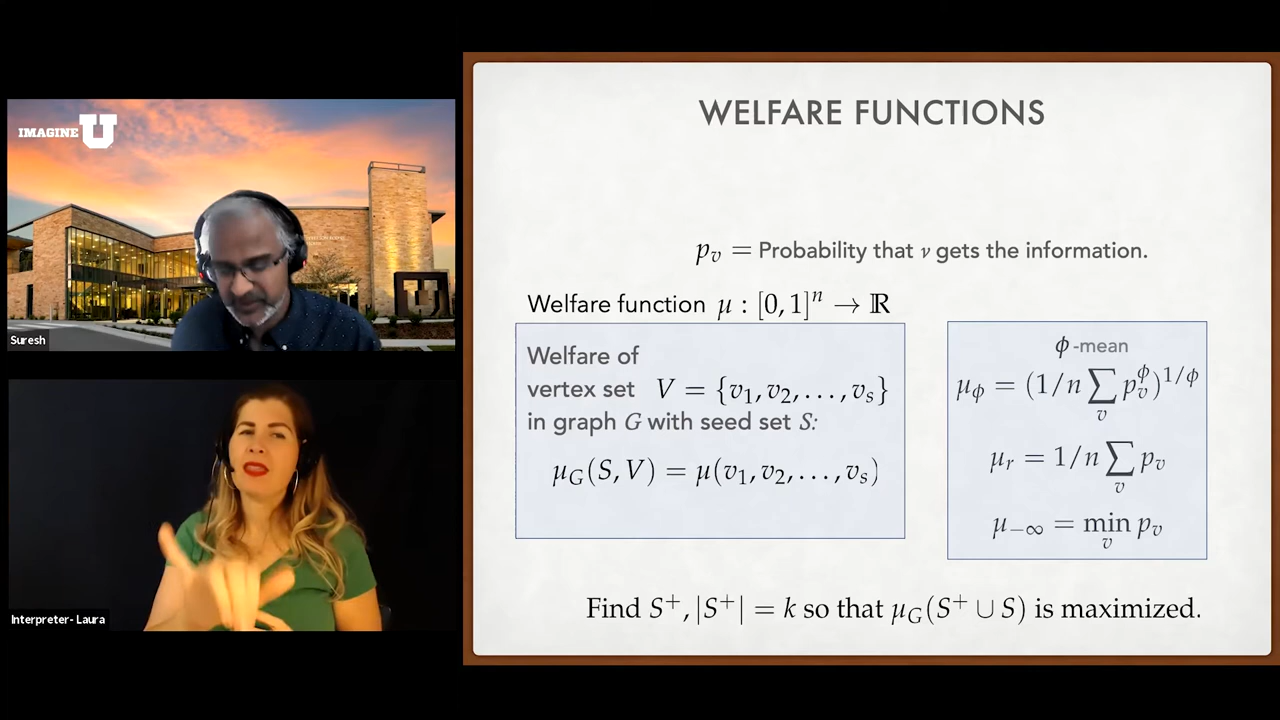 IMAGINE U
Suresh
Interpreter- Laura
WELFARE FUNCTIONS
p_v = Probability that v gets the information.
Welfare function μ : [0, 1]^n → ℝ
Welfare of
vertex set V = {v_1, v_2, . . . , v_s}
in graph G with seed set S:
μ_G(S, V) = μ(v_1, v_2, . . . , v_s)
ϕ-mean
μ_ϕ = (1/n ∑_v p_v^ϕ)^{1/ϕ}
μ_r = 1/n ∑_v p_v
μ_{−∞} = min_v p_v
Find S^+, |S^+| = k so that μ_G(S^+ ∪ S) is maximized.